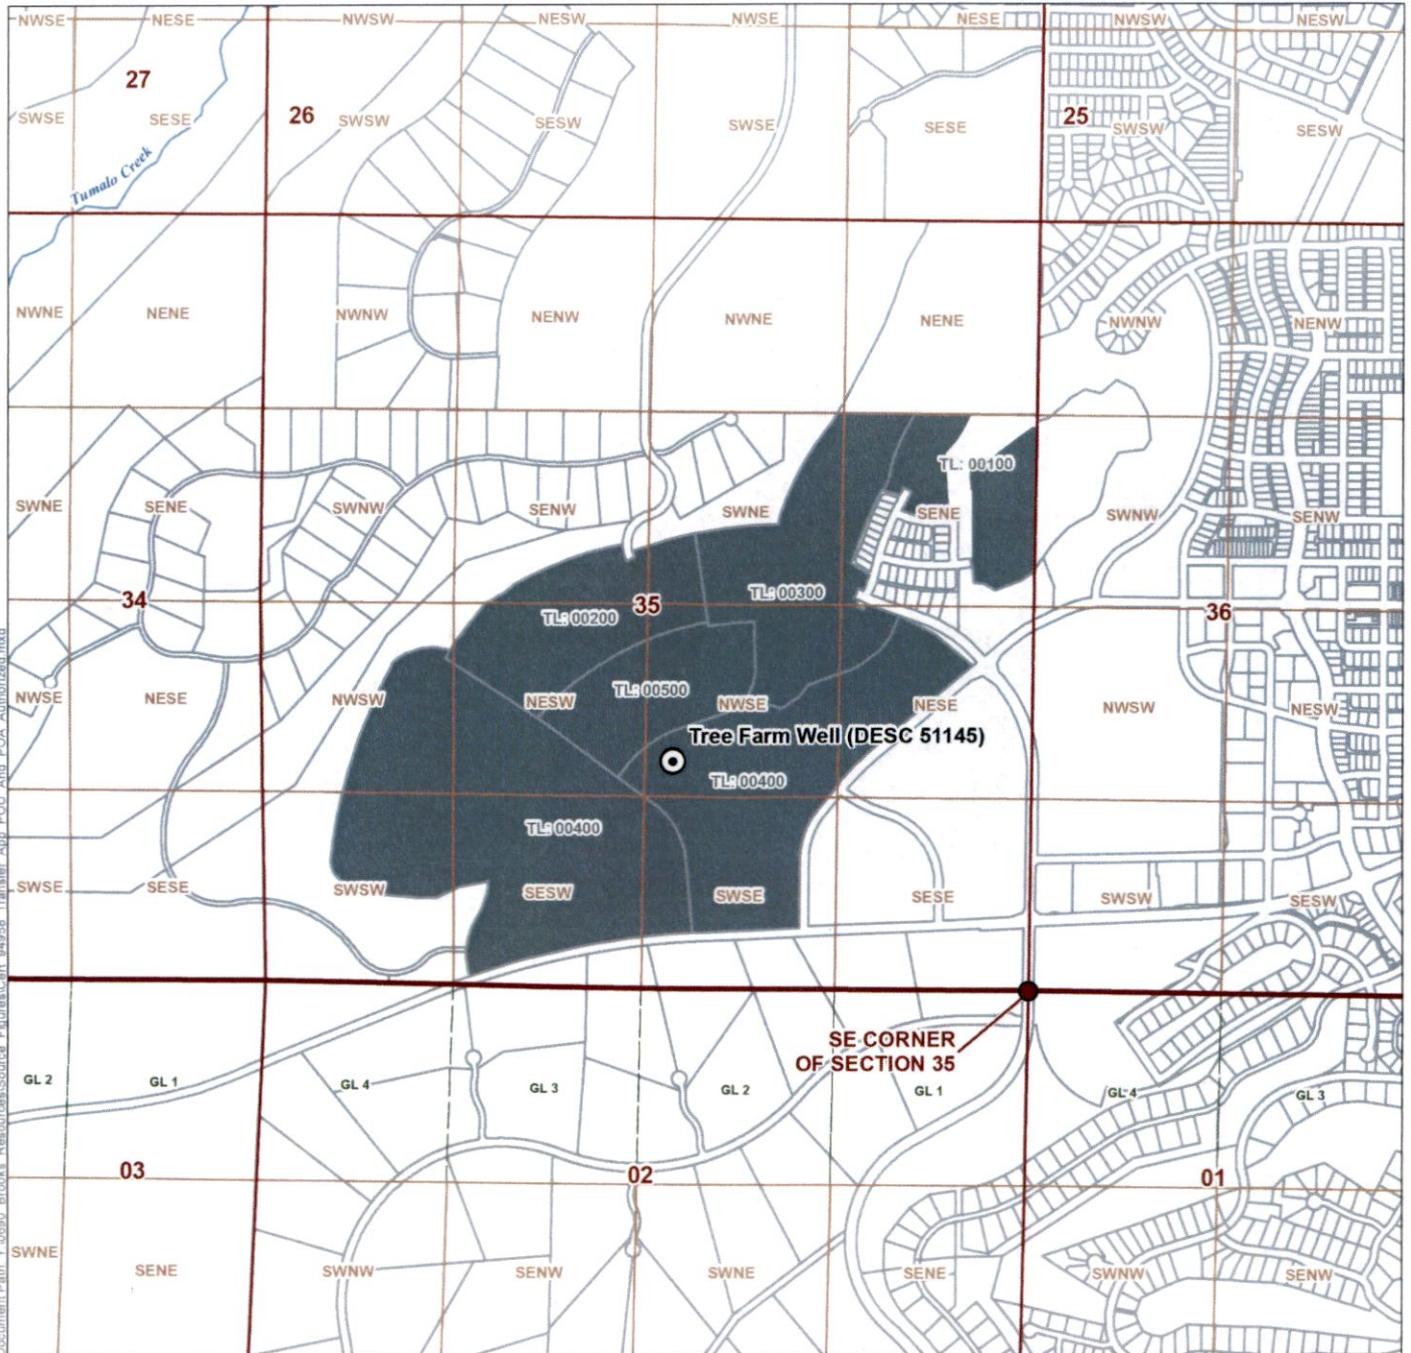 NWSE NESE NWSW NESW NWSE NESE NWSW NESW
27
26
25
SWSE SESE SWSW SESW SWSE SESE SWSW SESW
Tumalo Creek
NWNE NENE NWNW NENW NWNE NENE NWNW NENW
TL: 00100
SWNE SENE SWNW SENW SWNE SENE SWNW SENW
TL: 00300
34 35 36
TL: 00200
TL: 00500
NWSW NESE NWSW NESW NWSE NESE NWSW NESW
Tree Farm Well (DESC 51145)
TL: 00400
TL: 00400
SWSE SESE SWSW SESW SWSE SESE SWSW SESW
SE CORNER
OF SECTION 35
GL 2 GL 1 GL 4 GL 3 GL 2 GL 1 GL 4 GL 3
03 02 01
SWNE SENE SWNW SENW SWNE SENE SWNW SENW